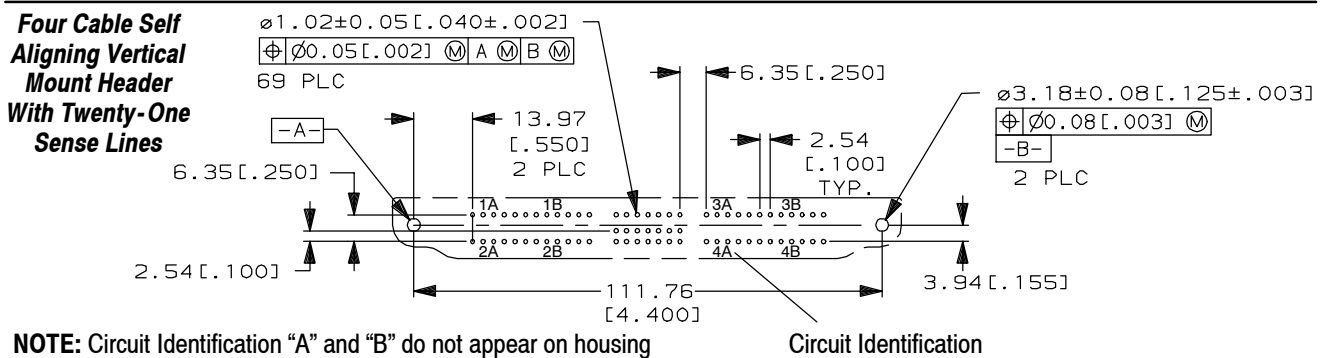 Four Cable Self
Aligning Vertical
Mount Header
With Twenty-One
Sense Lines
⌀1.02±0.05[.040±.002]
⌖ Ø0.05[.002] Ⓜ A Ⓜ B Ⓜ
69 PLC
6.35[.250]
⌀3.18±0.08[.125±.003]
⌖ Ø0.08[.003] Ⓜ
-B-
2 PLC
-A-
13.97
[.550]
2 PLC
2.54
[.100]
TYP.
6.35[.250]
1A 1B 3A 3B
2A 2B 4A 4B
2.54[.100]
3.94[.155]
111.76
[4.400]
NOTE: Circuit Identification “A” and “B” do not appear on housing
Circuit Identification